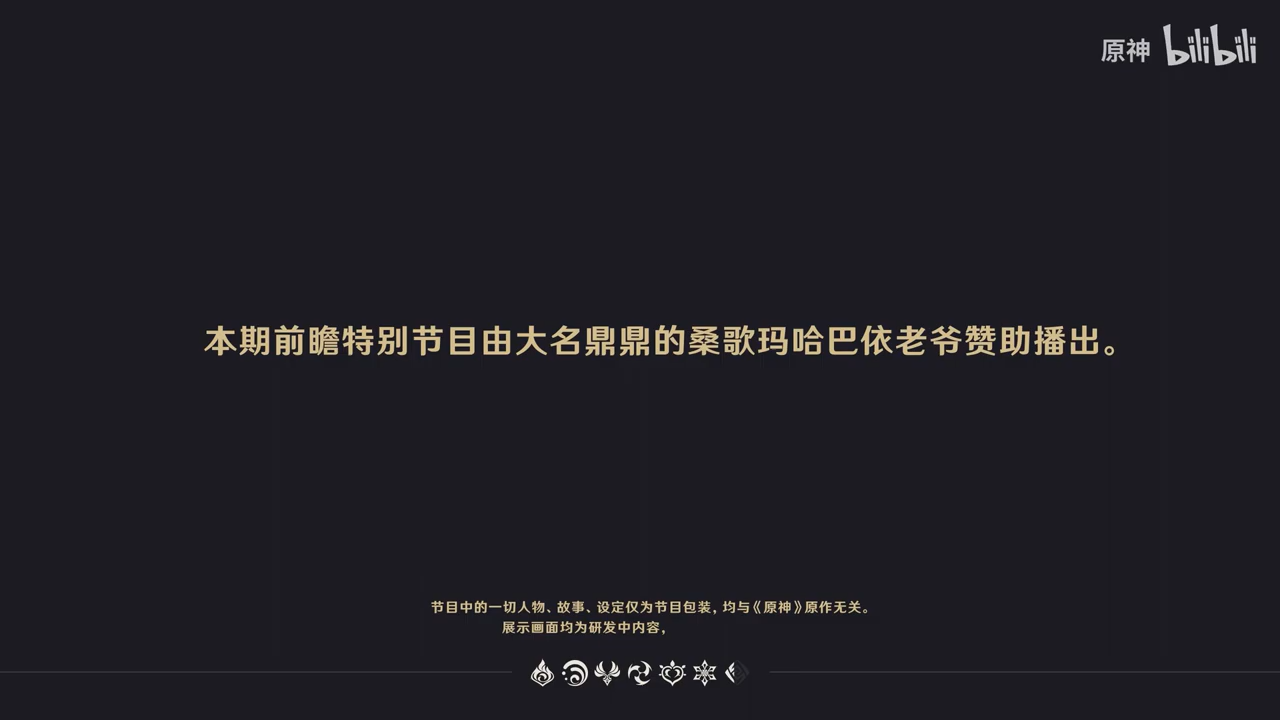 原神 bilibili
本期前瞻特别节目由大名鼎鼎的桑歌玛哈巴依老爷赞助播出。
节目中的一切人物、故事、设定仅为节目包装，均与《原神》原作无关。
展示画面均为研发中内容，